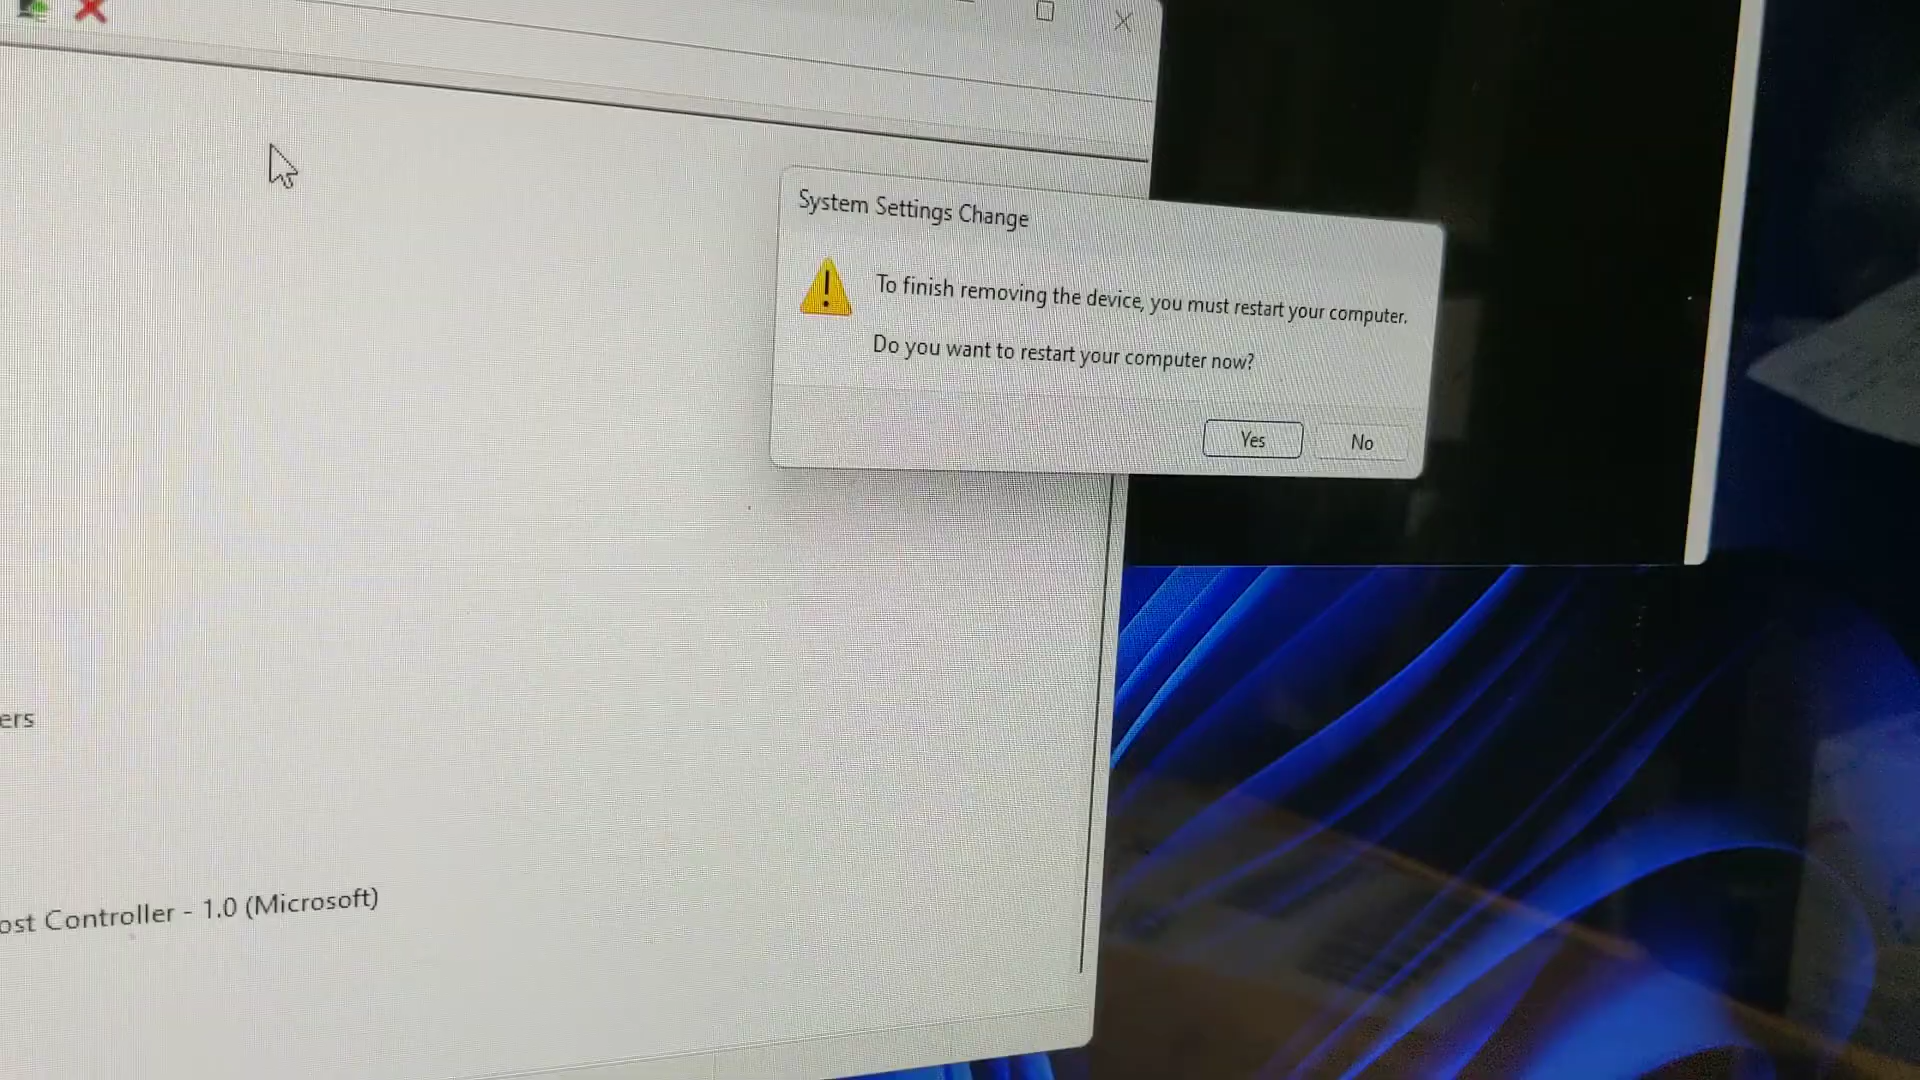 System Settings Change
To finish removing the device, you must restart your computer.
Do you want to restart your computer now?
Yes
No
ers
ost Controller - 1.0 (Microsoft)